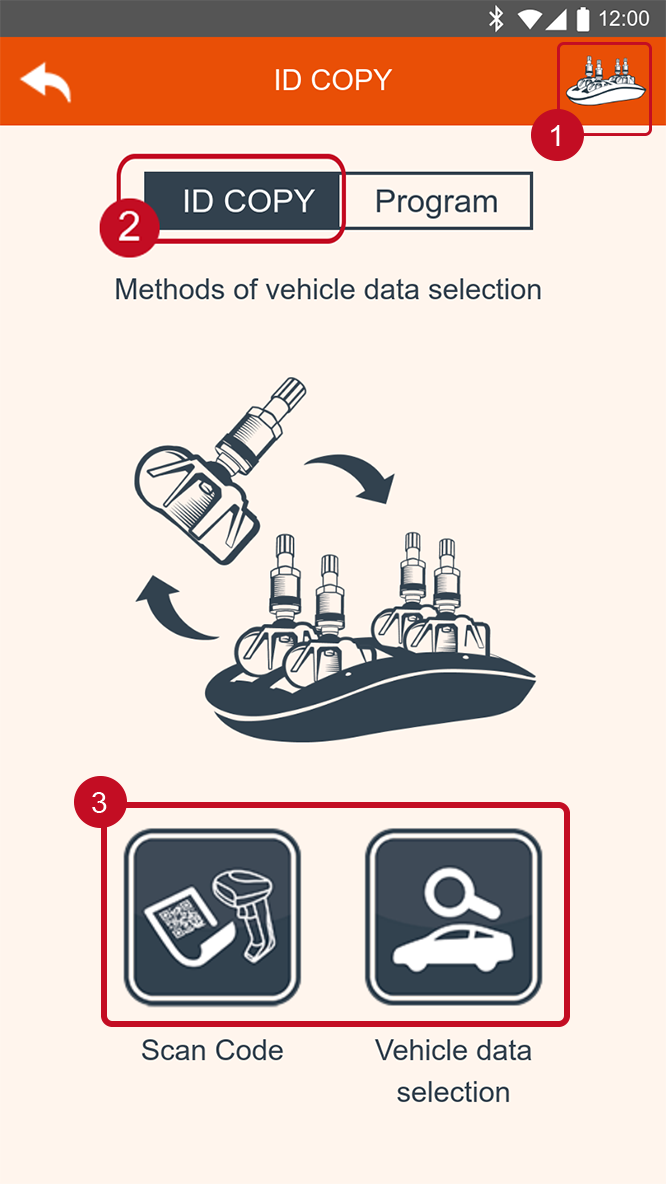 12:00
ID COPY
1
ID COPY Program
2
Methods of vehicle data selection
3
Scan Code
Vehicle data
selection